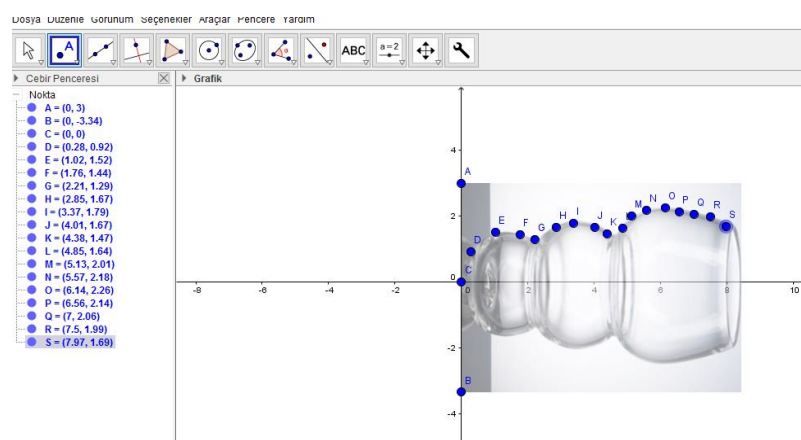 Dosya Düzenle Görünüm Seçenekler Araçlar Pencere Yardım
A ABC a=2
Cebir Penceresi
Grafik
Nokta
A = (0, 3)
B = (0, -3.34)
C = (0, 0)
D = (0.28, 0.92)
E = (1.02, 1.52)
F = (1.76, 1.44)
G = (2.21, 1.29)
H = (2.85, 1.67)
I = (3.37, 1.79)
J = (4.01, 1.67)
K = (4.38, 1.47)
L = (4.85, 1.64)
M = (5.13, 2.01)
N = (5.57, 2.18)
O = (6.14, 2.26)
P = (6.56, 2.14)
Q = (7, 2.06)
R = (7.5, 1.99)
S = (7.97, 1.69)
4
A
2
D E F G H I J K M N O P Q R S
C
0
-8 -6 -4 -2 0 2 4 6 8 10
-2
B
-4